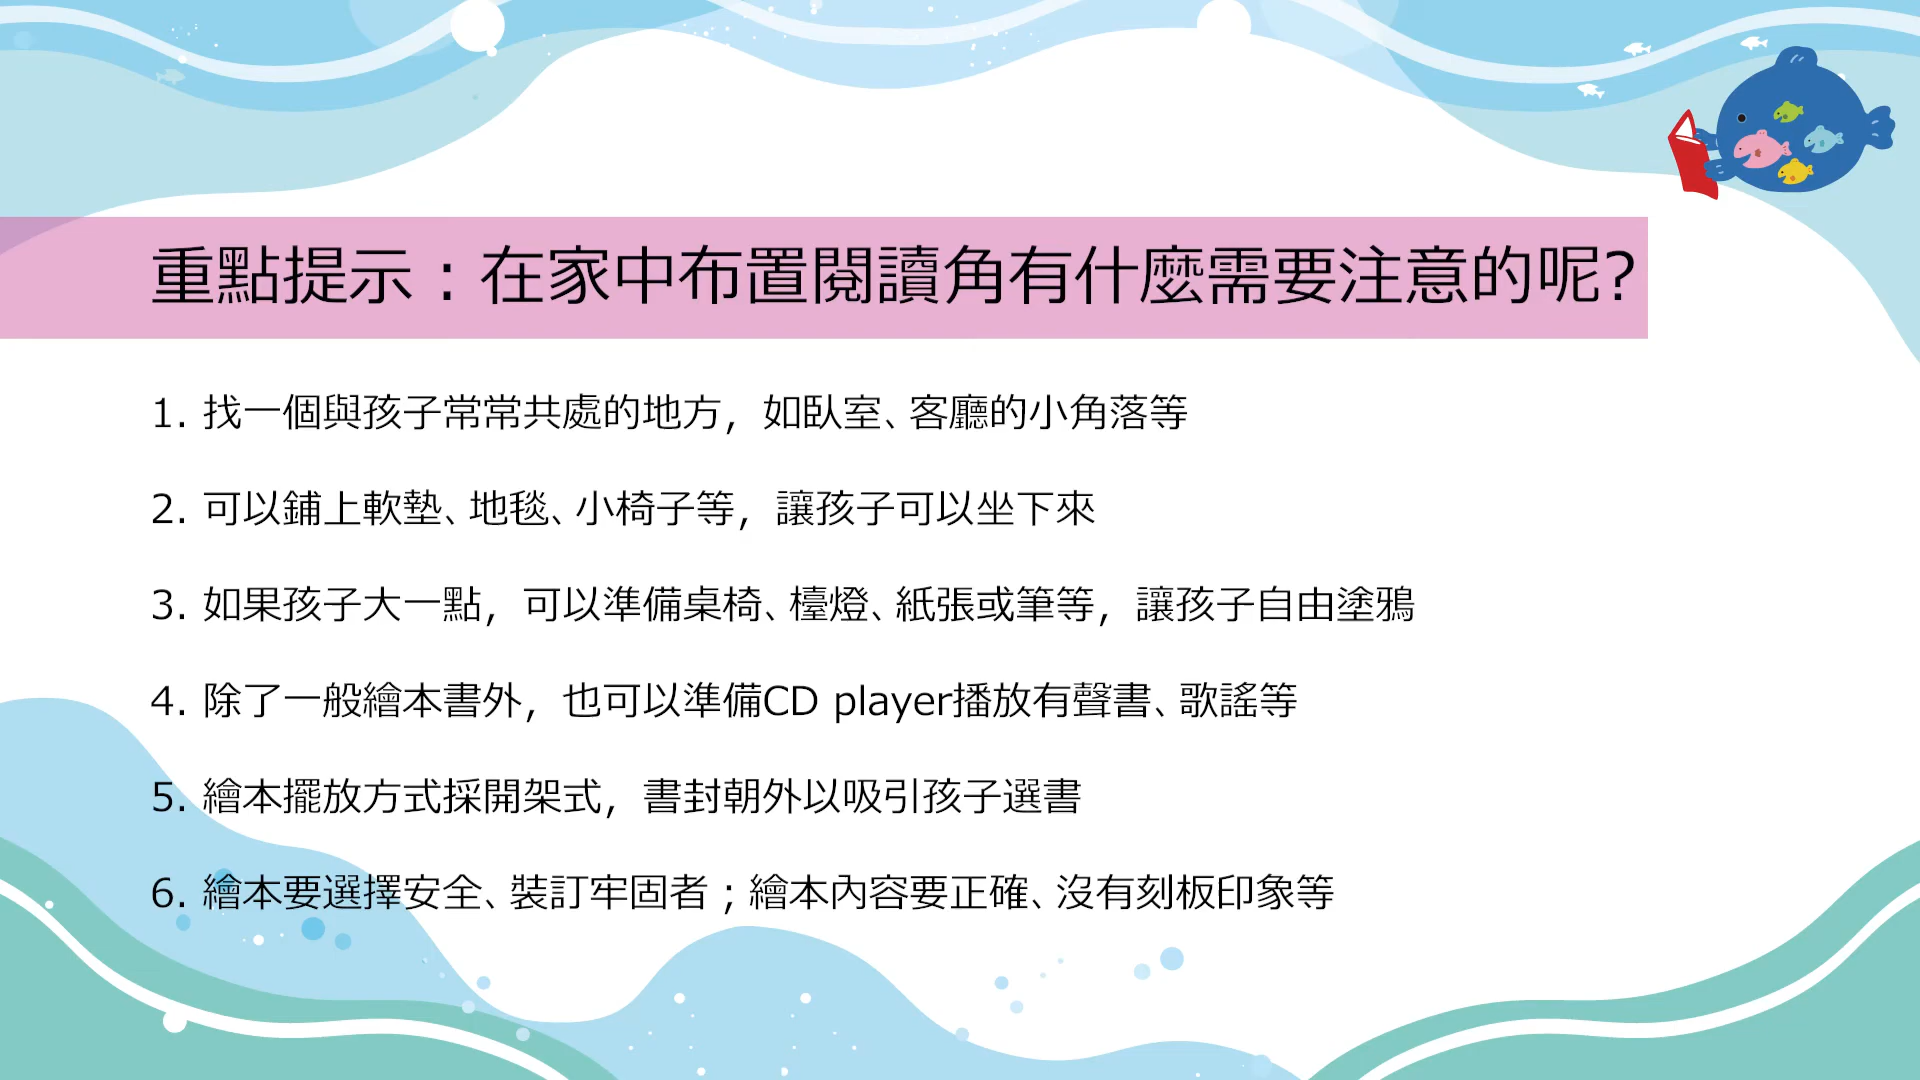 重點提示：在家中布置閱讀角有什麼需要注意的呢?
1. 找一個與孩子常常共處的地方，如臥室、客廳的小角落等
2. 可以鋪上軟墊、地毯、小椅子等，讓孩子可以坐下來
3. 如果孩子大一點，可以準備桌椅、檯燈、紙張或筆等，讓孩子自由塗鴉
4. 除了一般繪本書外，也可以準備CD player播放有聲書、歌謠等
5. 繪本擺放方式採開架式，書封朝外以吸引孩子選書
6. 繪本要選擇安全、裝訂牢固者；繪本內容要正確、沒有刻板印象等